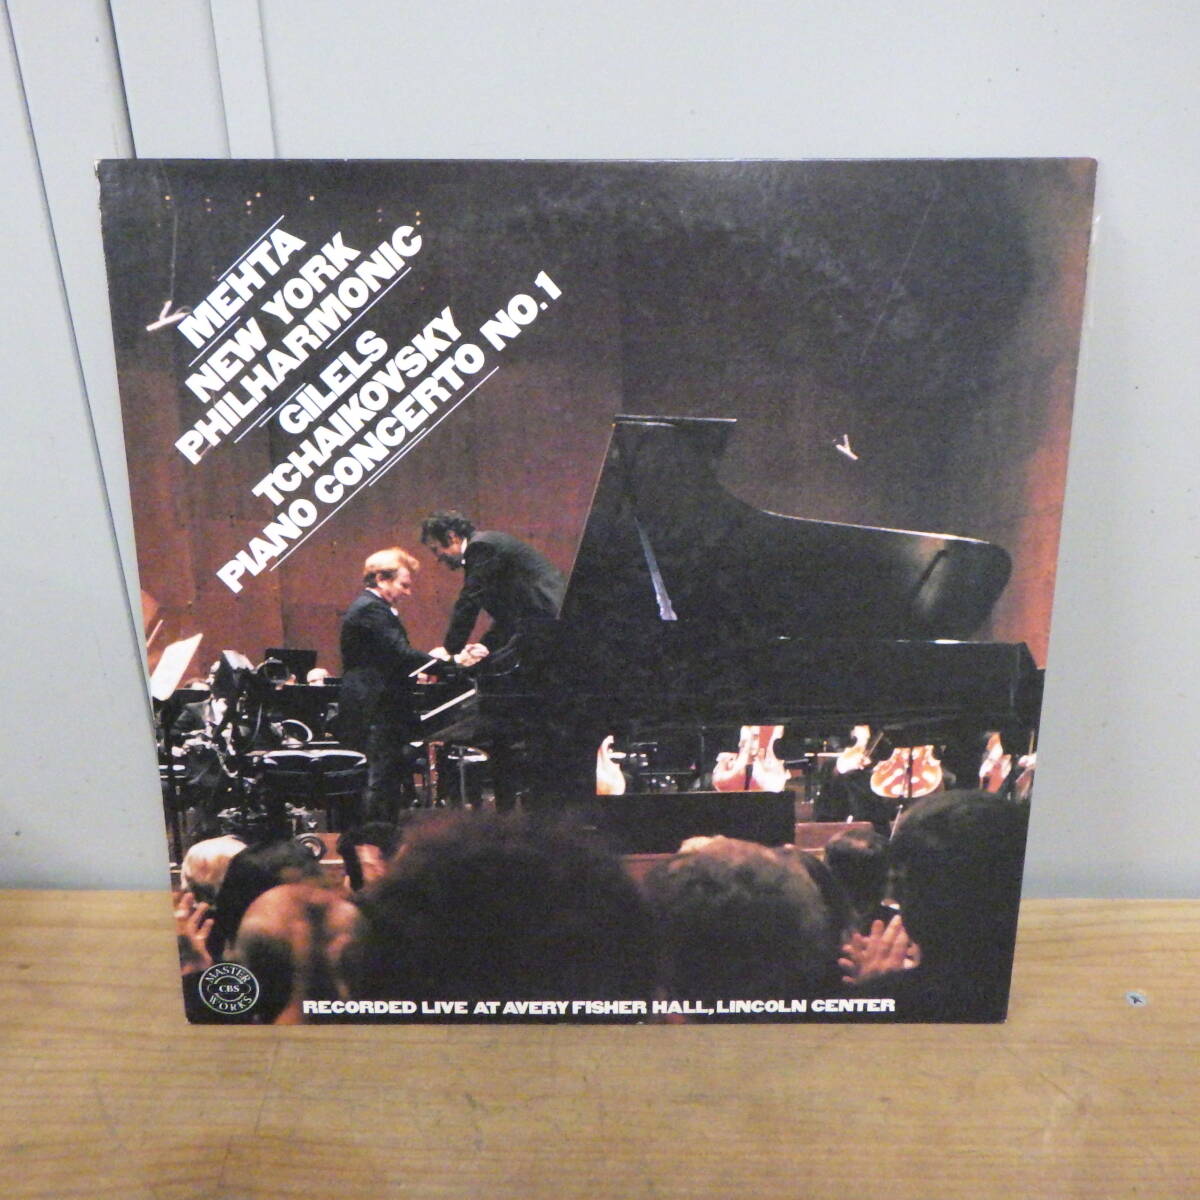 MEHTA
NEW YORK
PHILHARMONIC
GILELS
TCHAIKOVSKY
PIANO CONCERTO NO.1
MASTER
CBS
WORKS
RECORDED LIVE AT AVERY FISHER HALL, LINCOLN CENTER